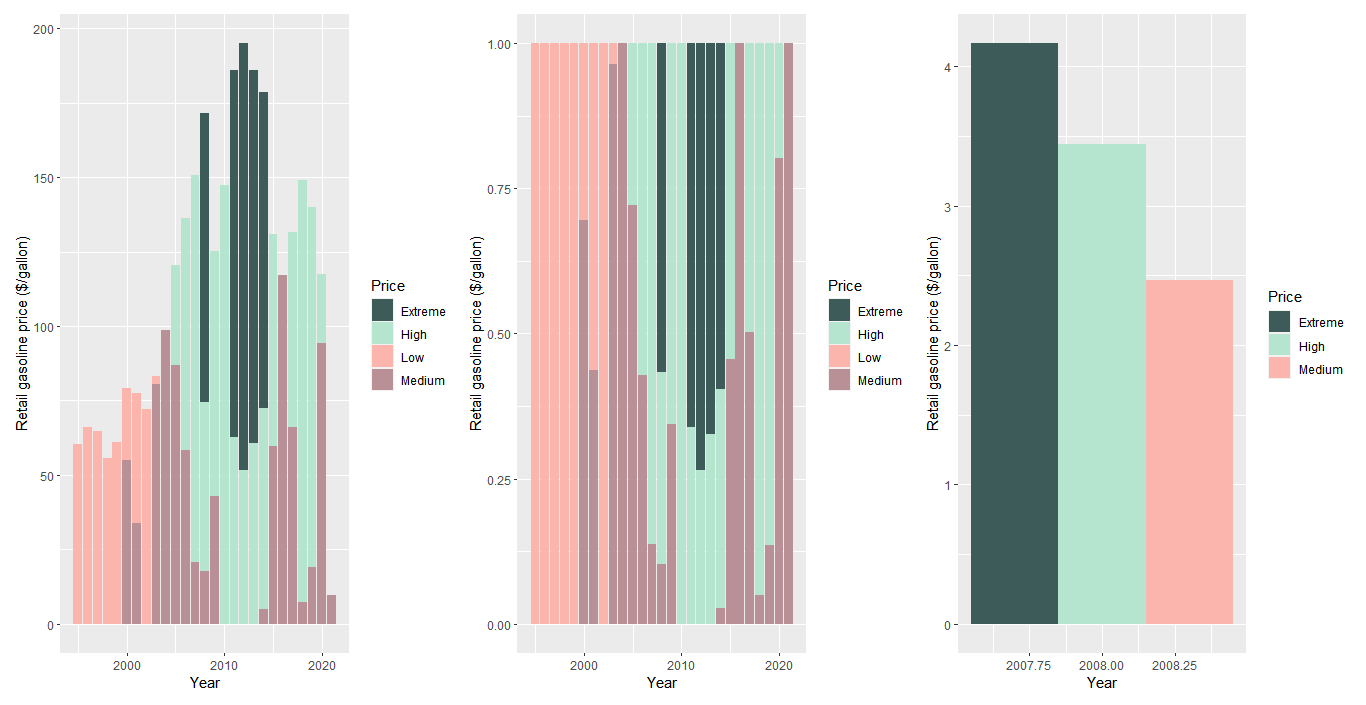 Retail gasoline price ($/gallon)
200
150
100
50
0
2000 2010 2020
Year
Price
Extreme
High
Low
Medium
Retail gasoline price ($/gallon)
1.00
0.75
0.50
0.25
0.00
2000 2010 2020
Year
Price
Extreme
High
Low
Medium
Retail gasoline price ($/gallon)
4
3
2
1
0
2007.75 2008.00 2008.25
Year
Price
Extreme
High
Medium